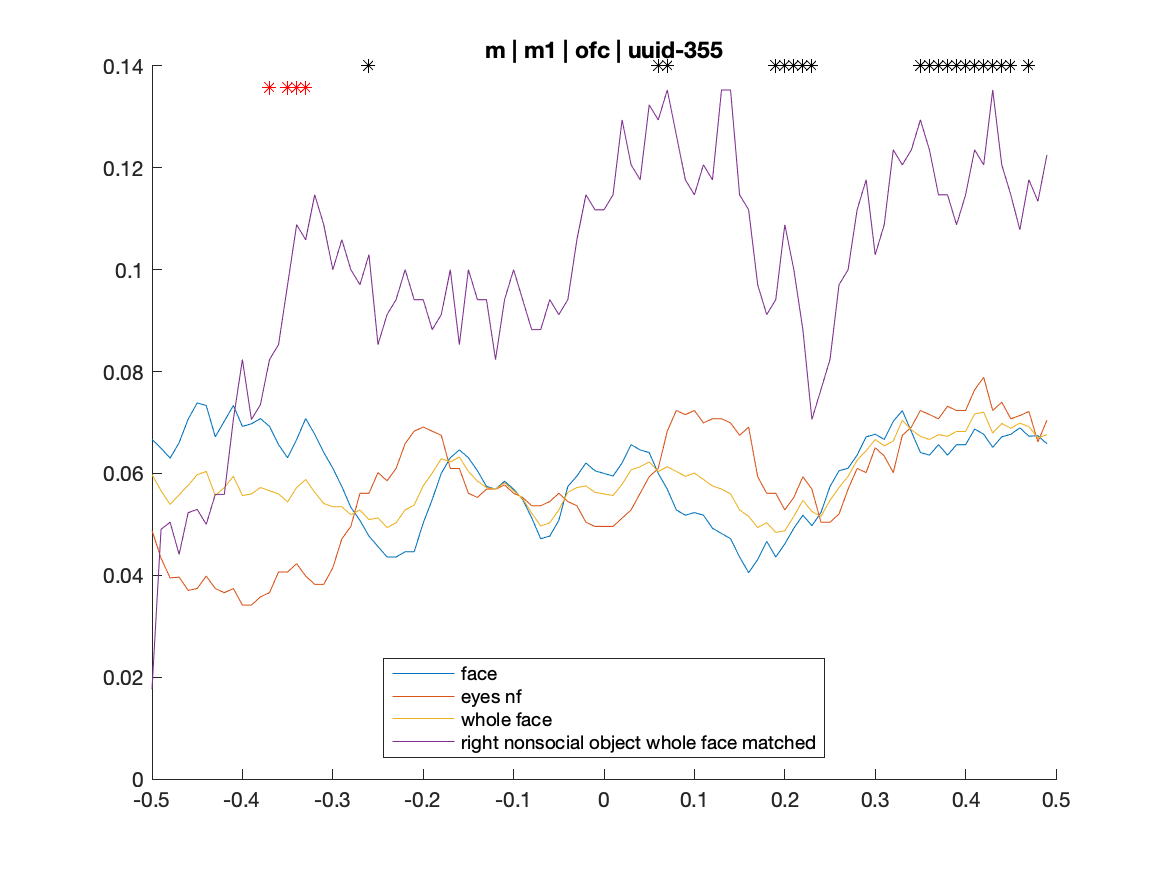 m | m1 | ofc | uuid-355
0.14
0.12
0.1
0.08
0.06
0.04
0.02
0
-0.5 -0.4 -0.3 -0.2 -0.1 0 0.1 0.2 0.3 0.4 0.5
face
eyes nf
whole face
right nonsocial object whole face matched